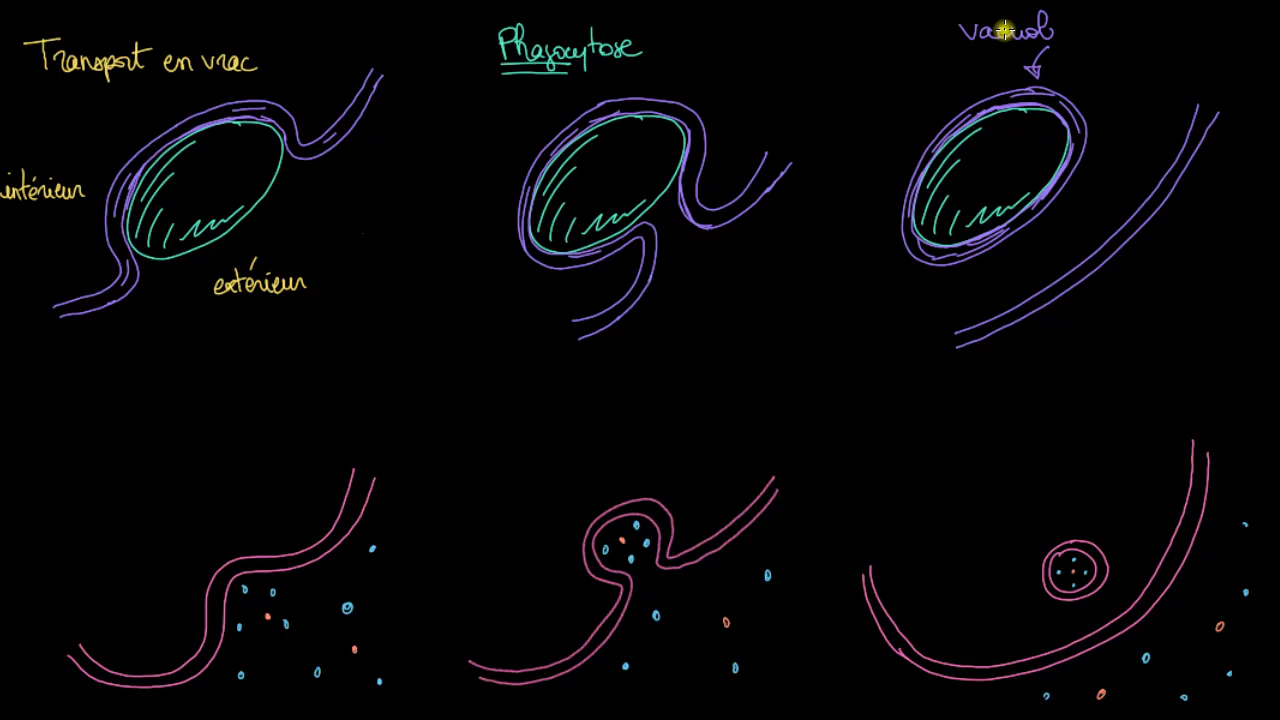 Transport en vrac
Phagocytose
intérieur
extérieur